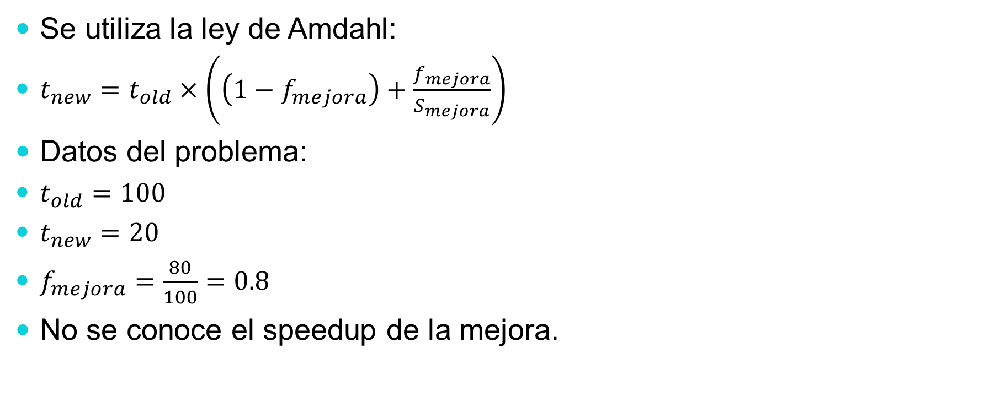 • Se utiliza la ley de Amdahl:
• $t_{new} = t_{old} \times \left( \left(1 - f_{mejora}\right) + \frac{f_{mejora}}{S_{mejora}} \right)$
• Datos del problema:
• $t_{old} = 100$
• $t_{new} = 20$
• $f_{mejora} = \frac{80}{100} = 0.8$
• No se conoce el speedup de la mejora.